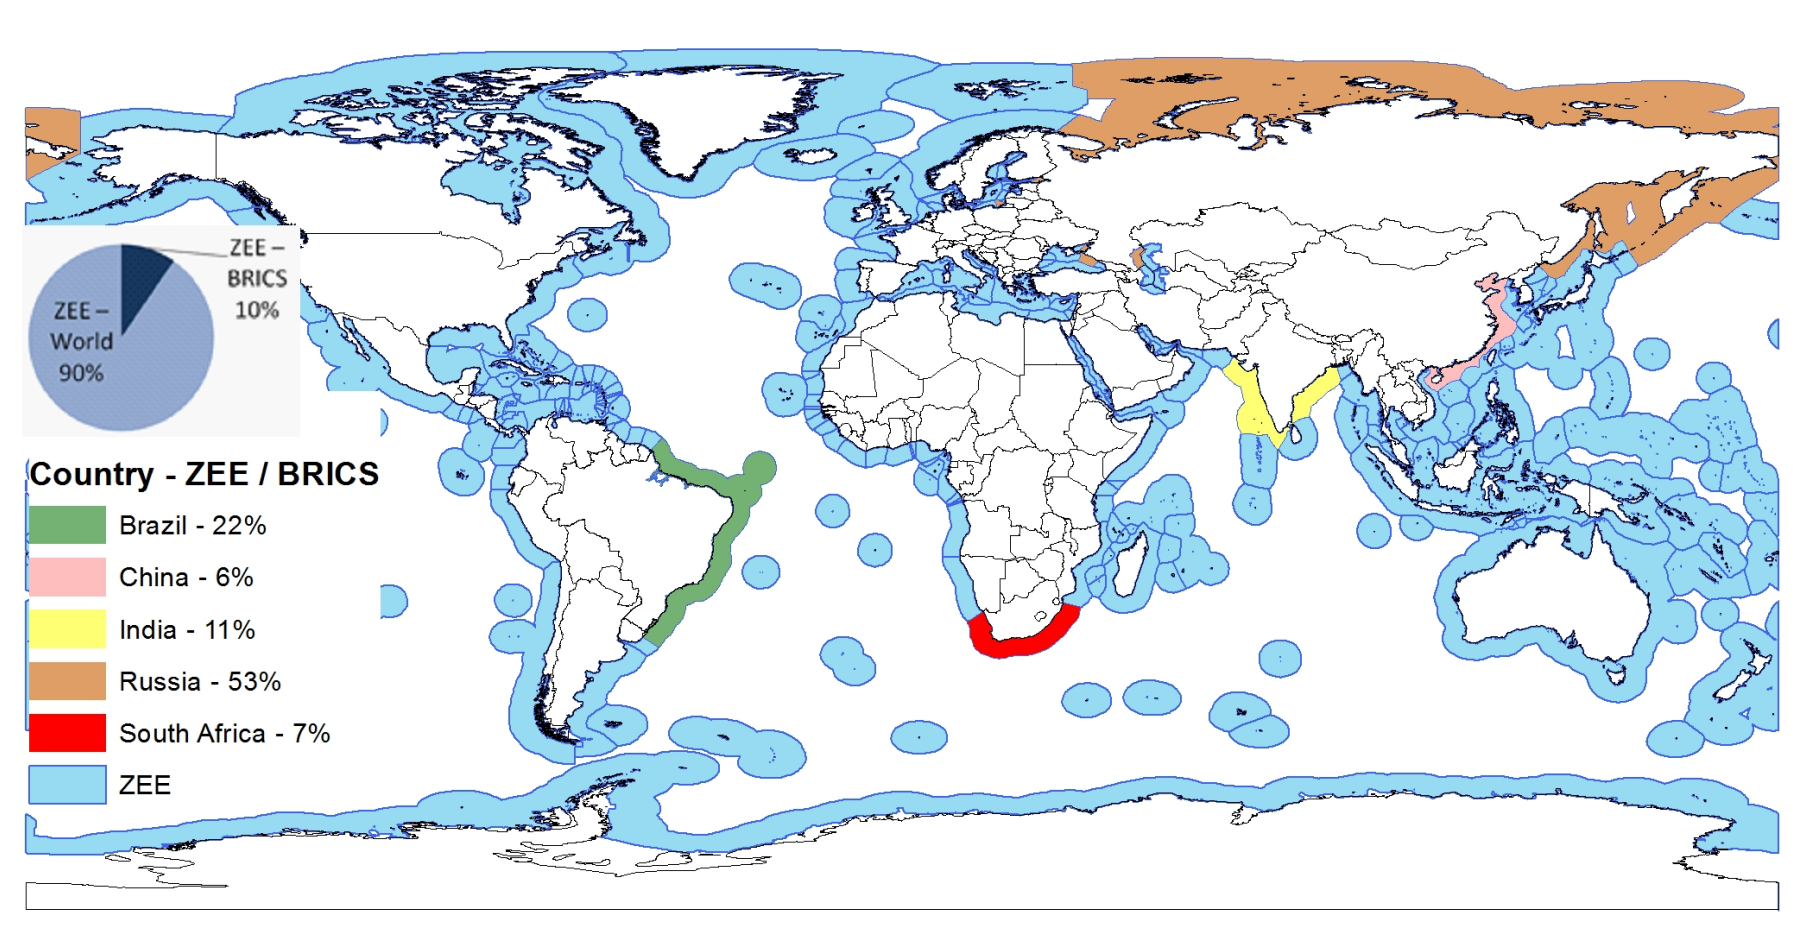 ZEE –
BRICS
10%
ZEE –
World
90%
Country - ZEE / BRICS
Brazil - 22%
China - 6%
India - 11%
Russia - 53%
South Africa - 7%
ZEE